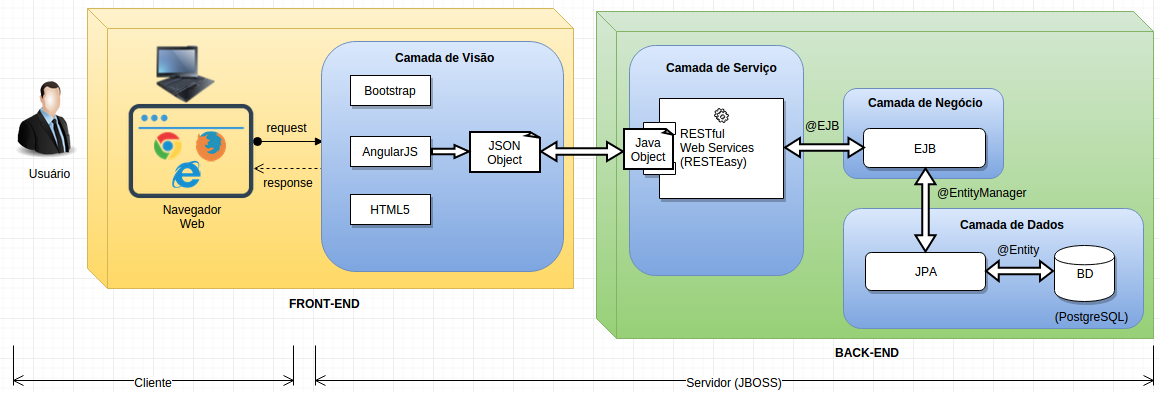 Usuário
Navegador
Web
request
response
Camada de Visão
Bootstrap
AngularJS
HTML5
JSON
Object
FRONT-END
Camada de Serviço
Java
Object
RESTful
Web Services
(RESTEasy)
@EJB
Camada de Negócio
EJB
@EntityManager
Camada de Dados
JPA
@Entity
BD
(PostgreSQL)
BACK-END
Cliente
Servidor (JBOSS)